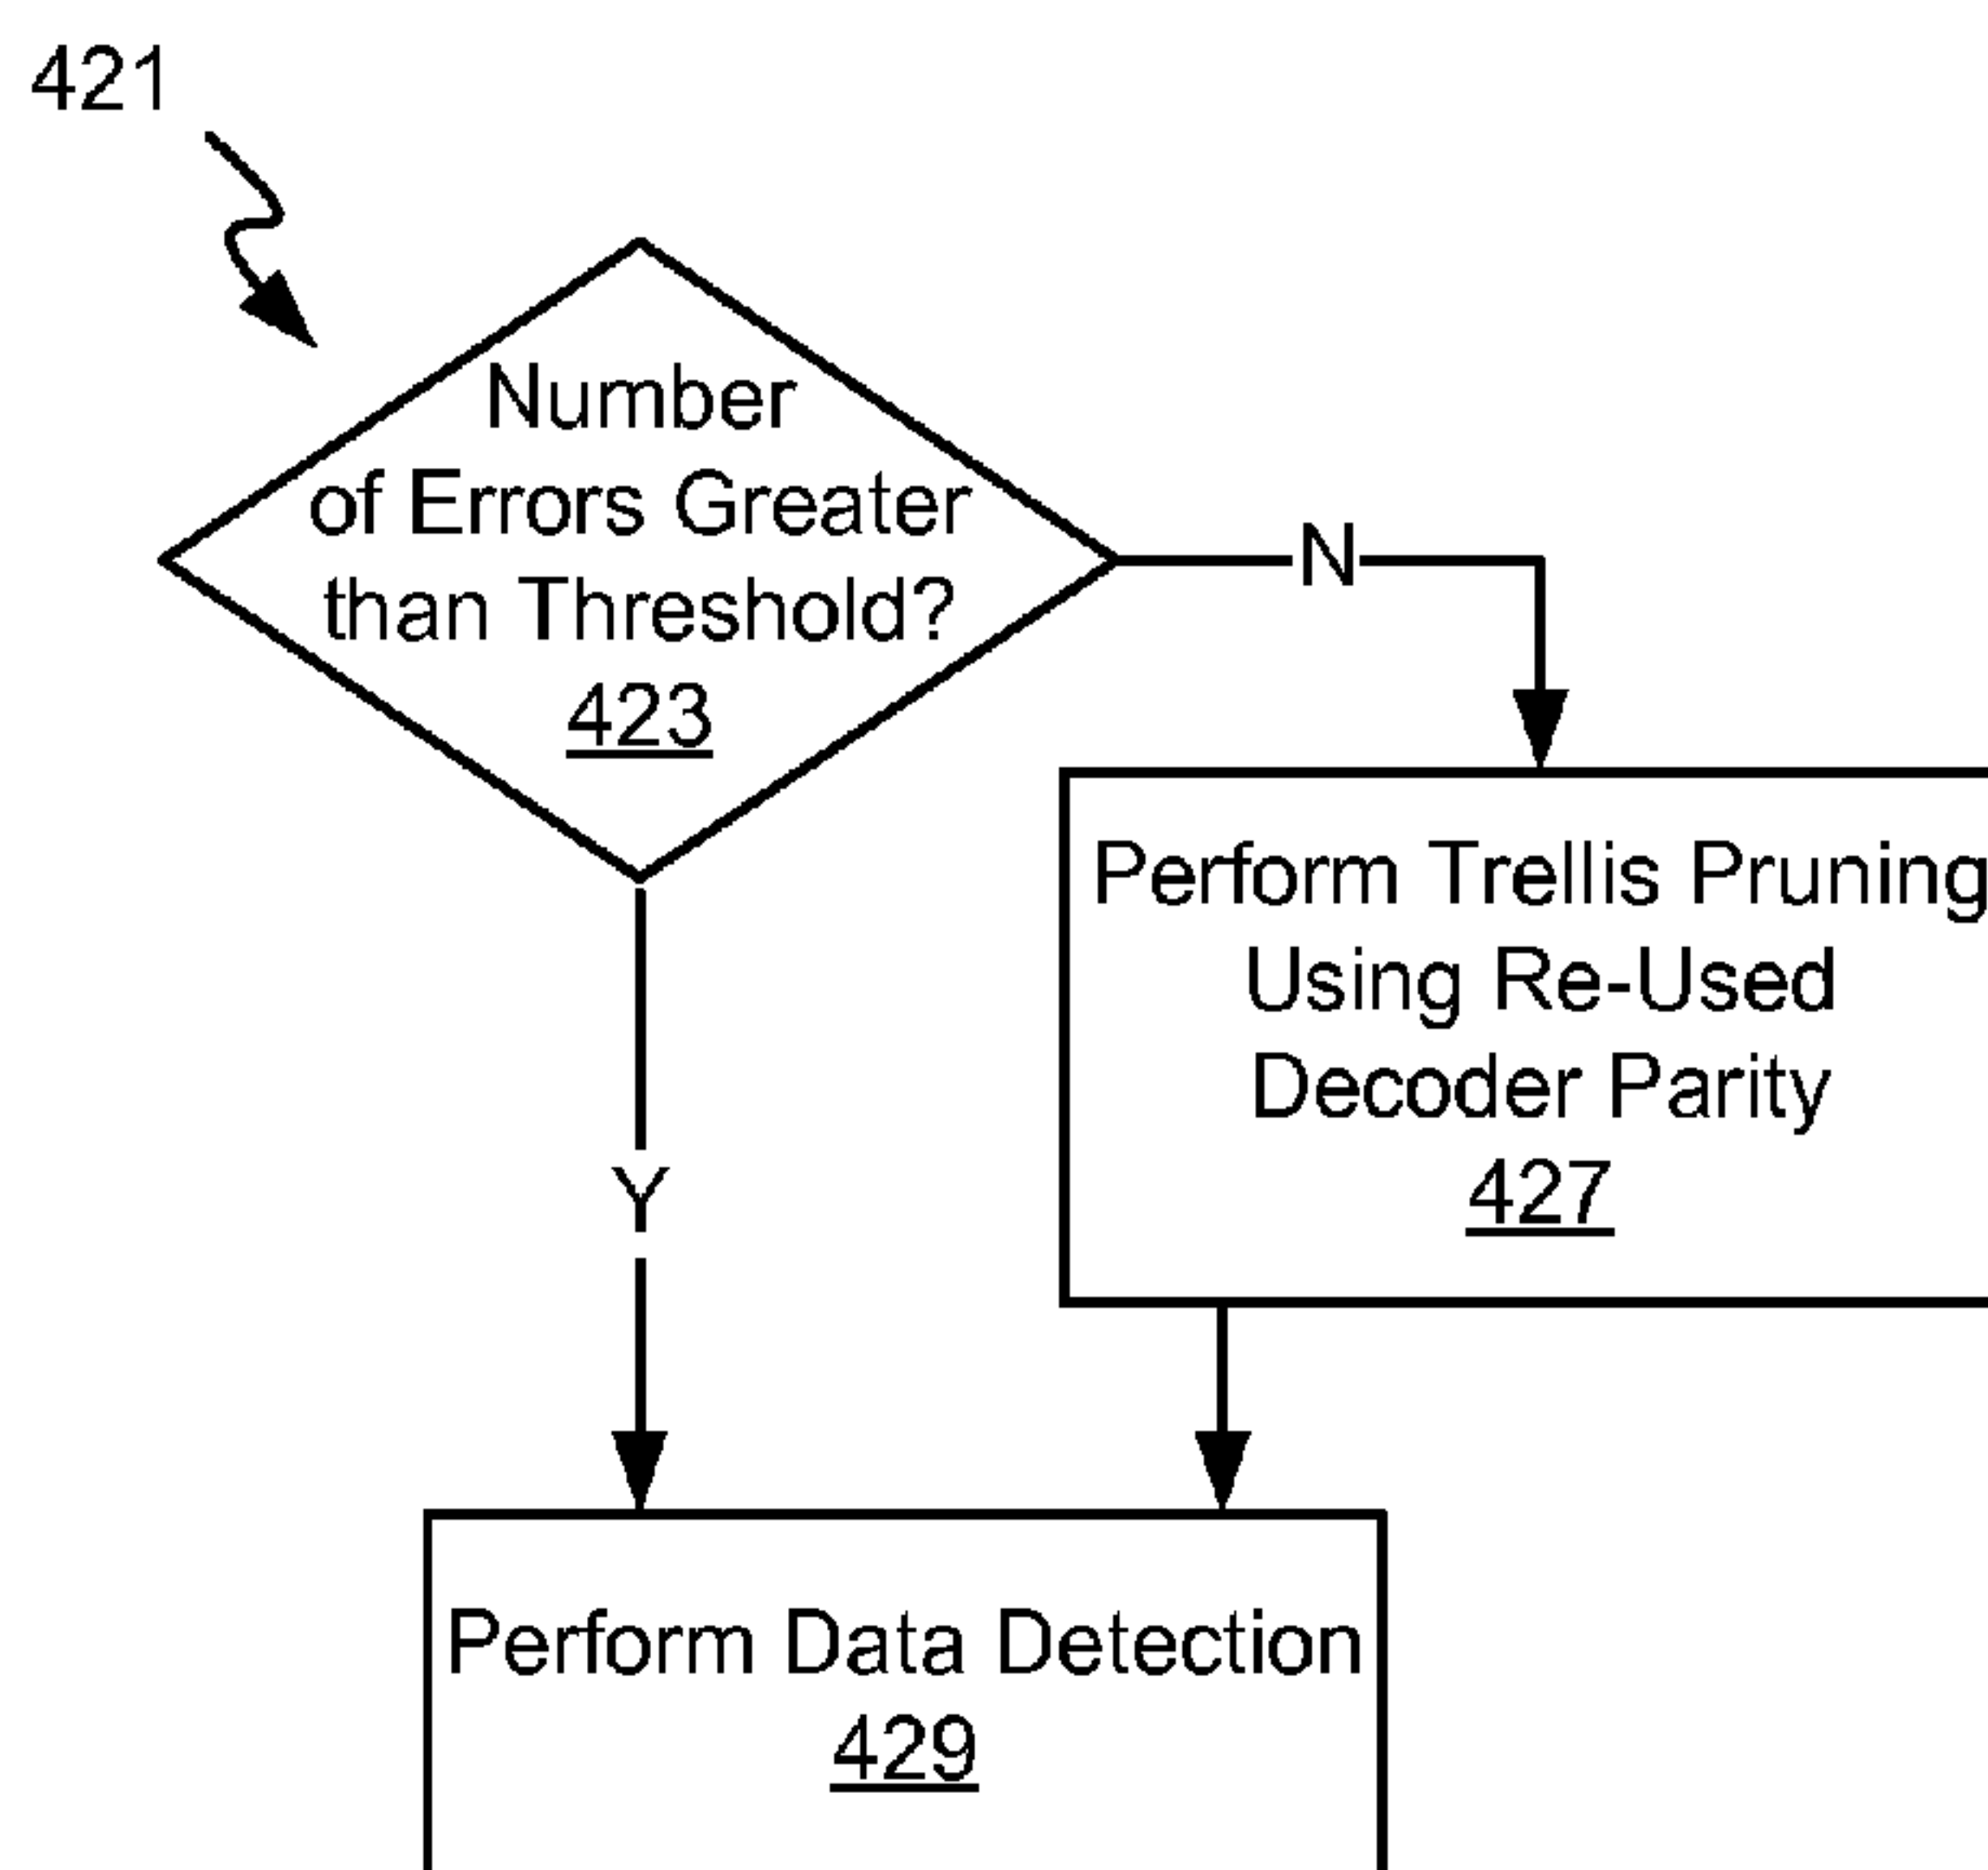 421
Number
of Errors Greater
than Threshold?
423
N
Perform Trellis Pruning
Using Re-Used
Decoder Parity
427
Y
Perform Data Detection
429